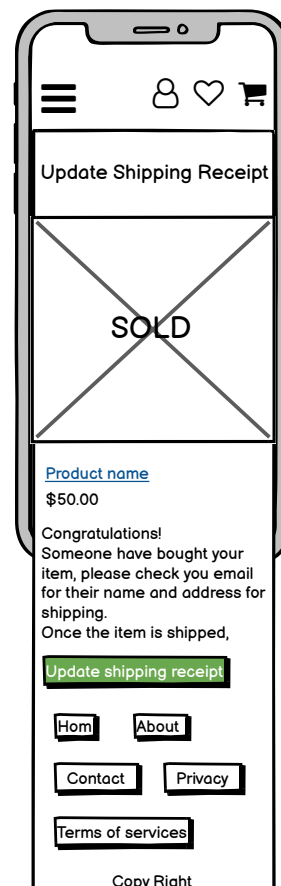 Update Shipping Receipt
SOLD
Product name
$50.00
Congratulations!
Someone have bought your
item, please check you email
for their name and address for
shipping.
Once the item is shipped,
Update shipping receipt
Hom About
Contact Privacy
Terms of services
Copy Right